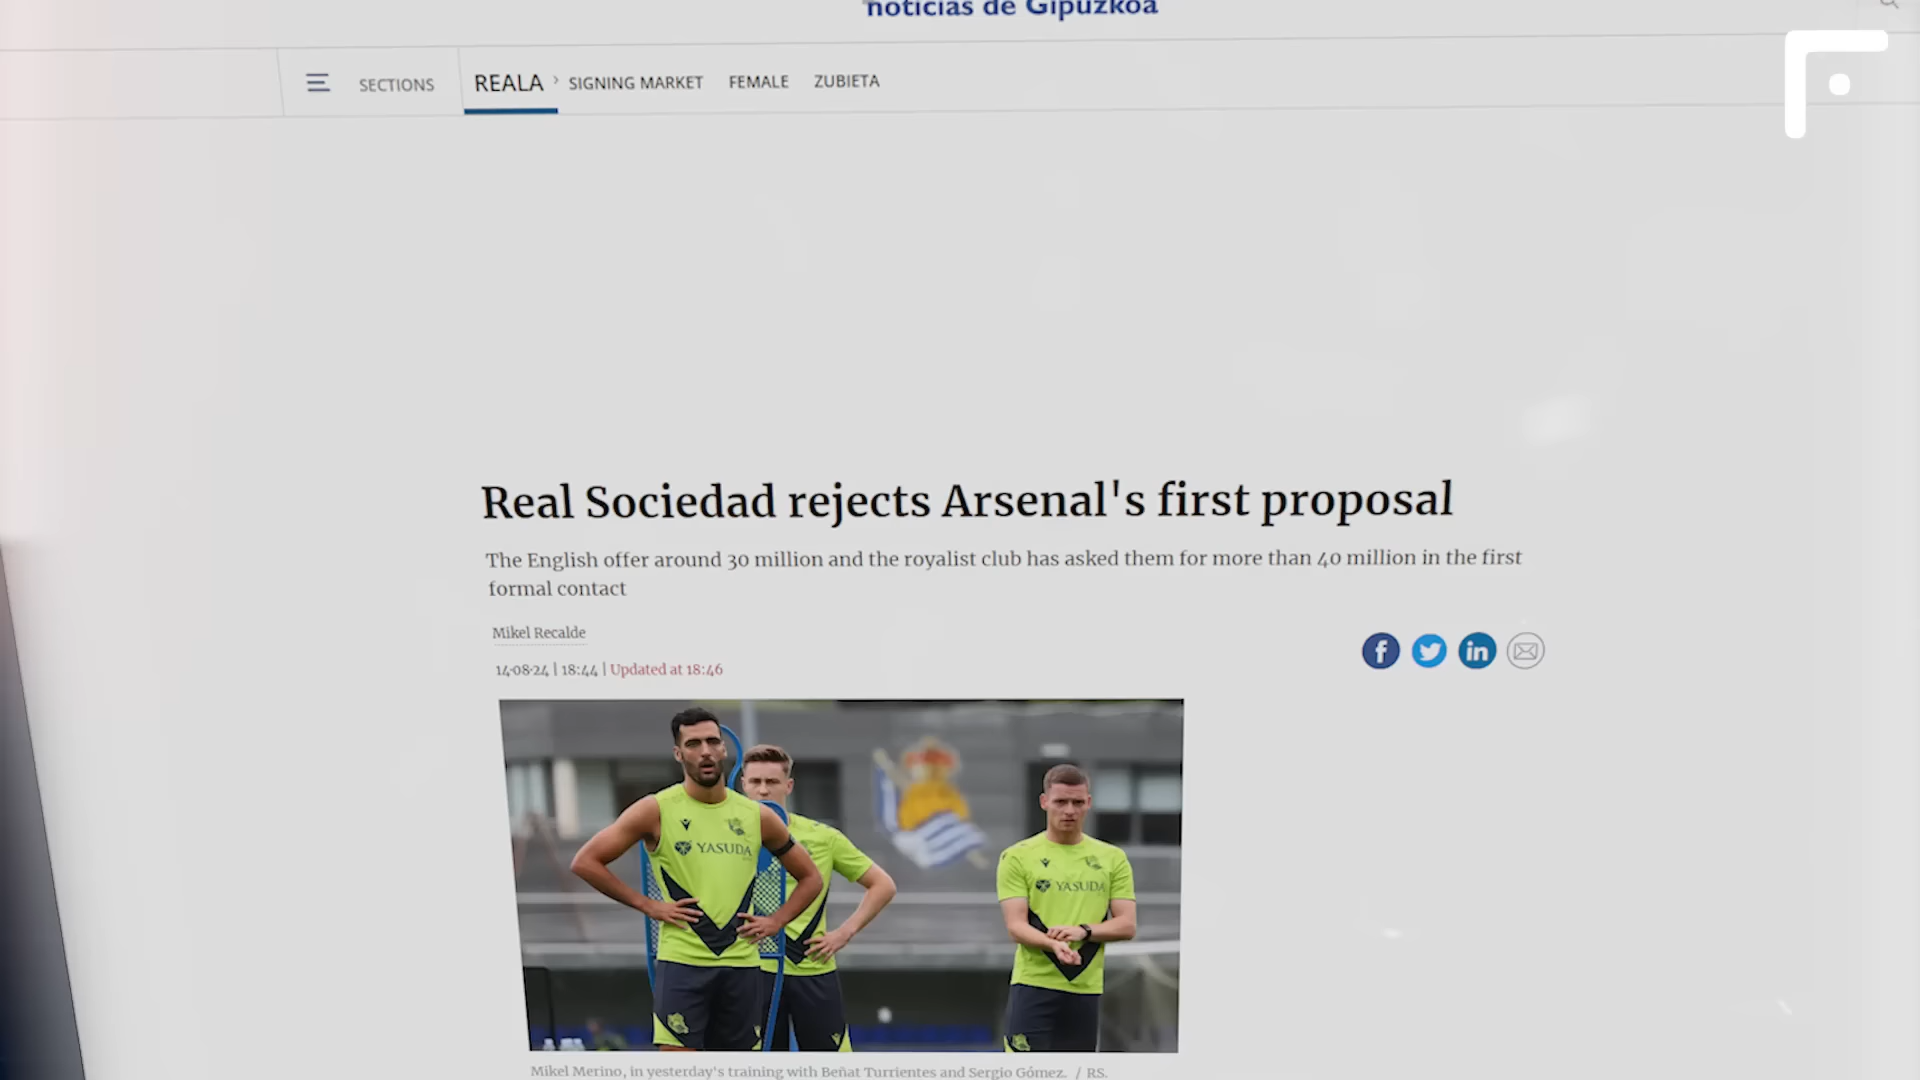 noticias de Gipuzkoa
SECTIONS
REALA
SIGNING MARKET
FEMALE
ZUBIETA
Real Sociedad rejects Arsenal's first proposal
The English offer around 30 million and the royalist club has asked them for more than 40 million in the first
formal contact
Mikel Recalde
14-08-24 | 18:44 | Updated at 18:46
YASUDA
YASUDA
Mikel Merino, in yesterday's training with Beñat Turrientes and Sergio Gómez. / RS.